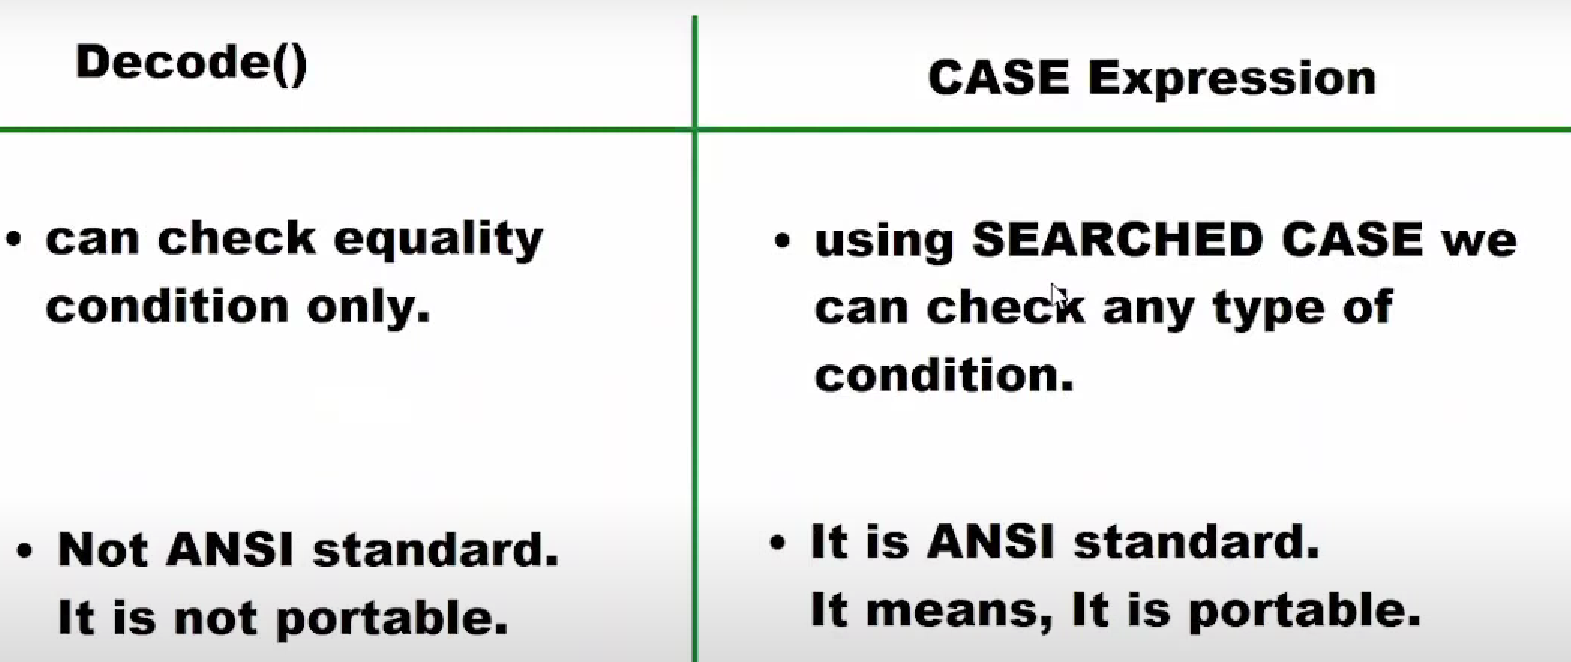 Decode()
CASE Expression
• can check equality
condition only.
• using SEARCHED CASE we
can check any type of
condition.
• Not ANSI standard.
It is not portable.
• It is ANSI standard.
It means, It is portable.